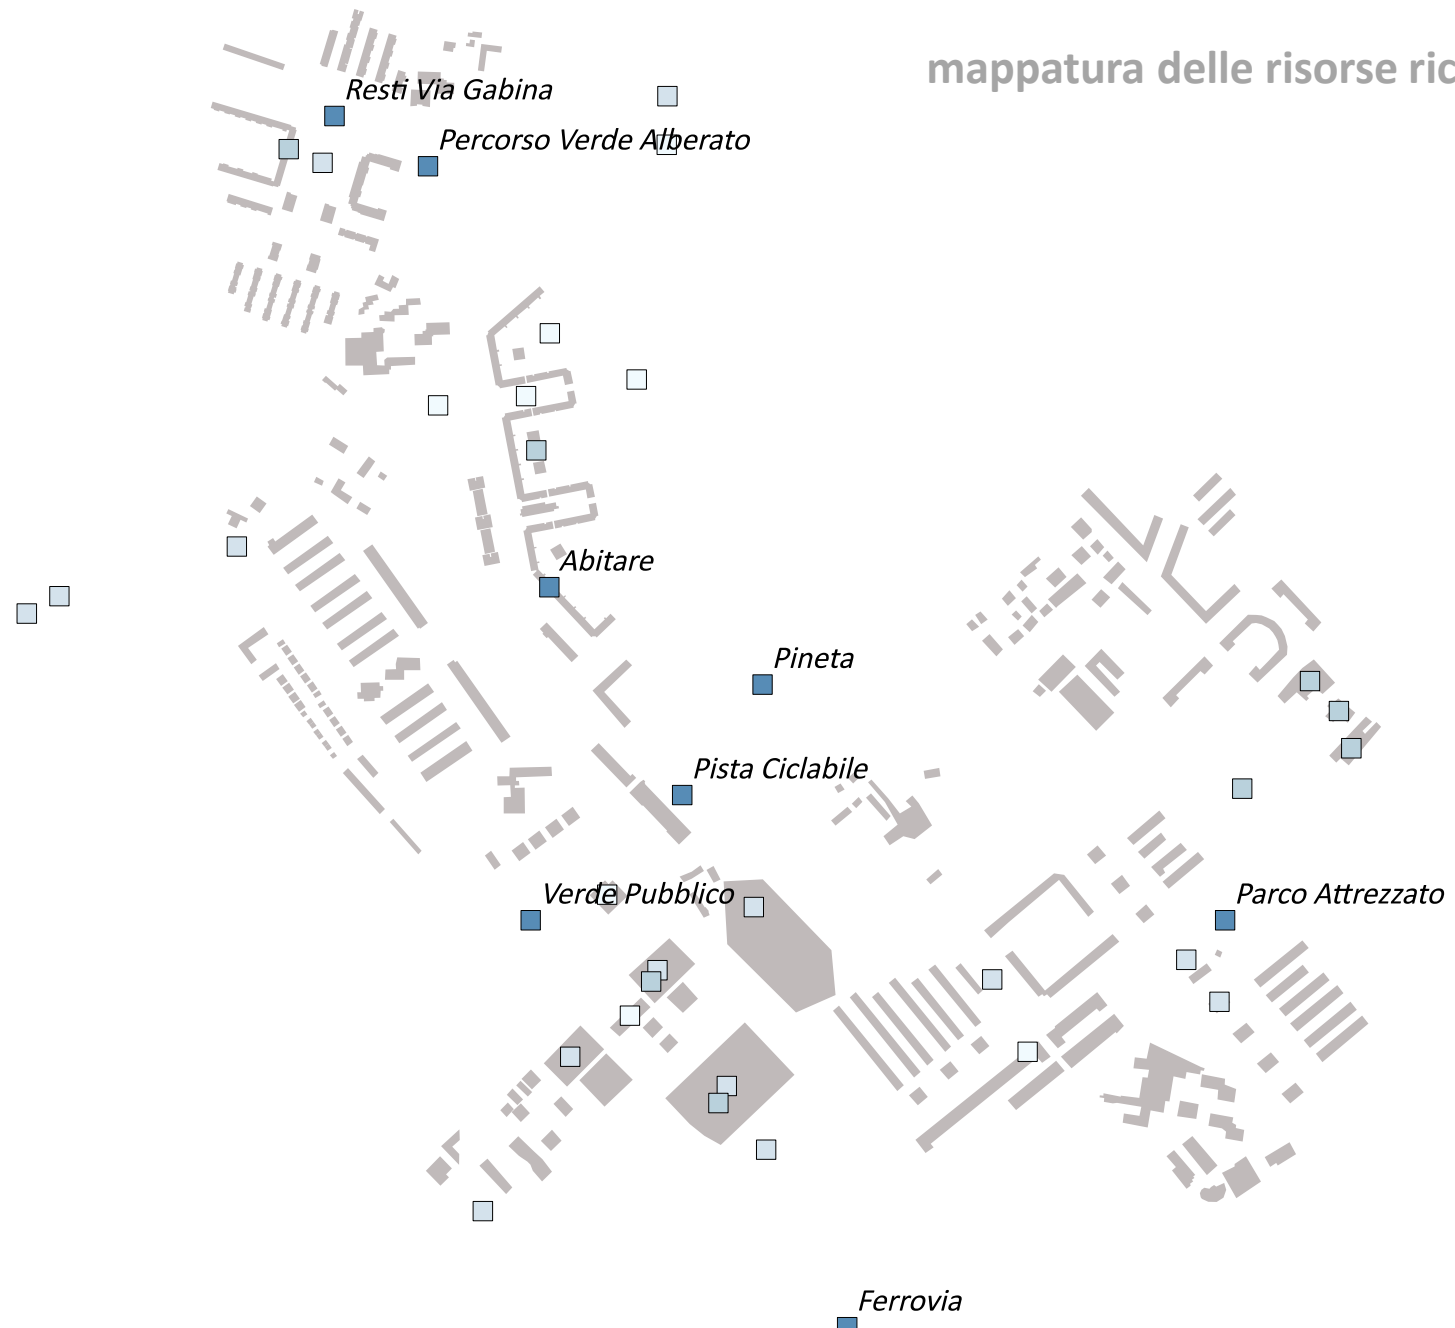 mappatura delle risorse ric
Resti Via Gabina
Percorso Verde Alberato
Abitare
Pineta
Pista Ciclabile
Verde Pubblico
Parco Attrezzato
Ferrovia